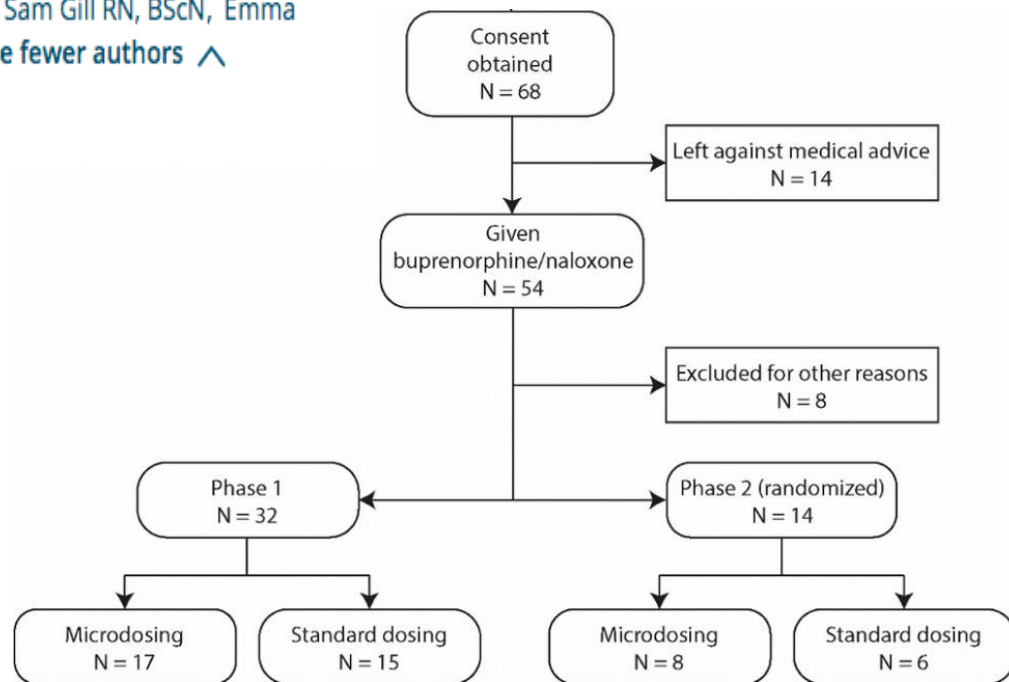 Sam Gill RN, BScN, Emma
e fewer authors
Consent
obtained
N = 68
Left against medical advice
N = 14
Given
buprenorphine/naloxone
N = 54
Excluded for other reasons
N = 8
Phase 1
N = 32
Phase 2 (randomized)
N = 14
Microdosing
N = 17
Standard dosing
N = 15
Microdosing
N = 8
Standard dosing
N = 6